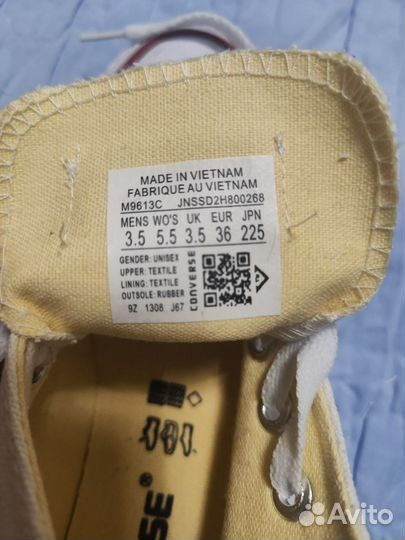 MADE IN VIETNAM
FABRIQUE AU VIETNAM
M9613C JNSSD2H800268
MENS WO'S UK EUR JPN
3.5 5.5 3.5 36 225
GENDER: UNISEX
UPPER: TEXTILE
LINING: TEXTILE
OUTSOLE: RUBBER
9Z 1308 J67
CONVERSE
SE®
Avito